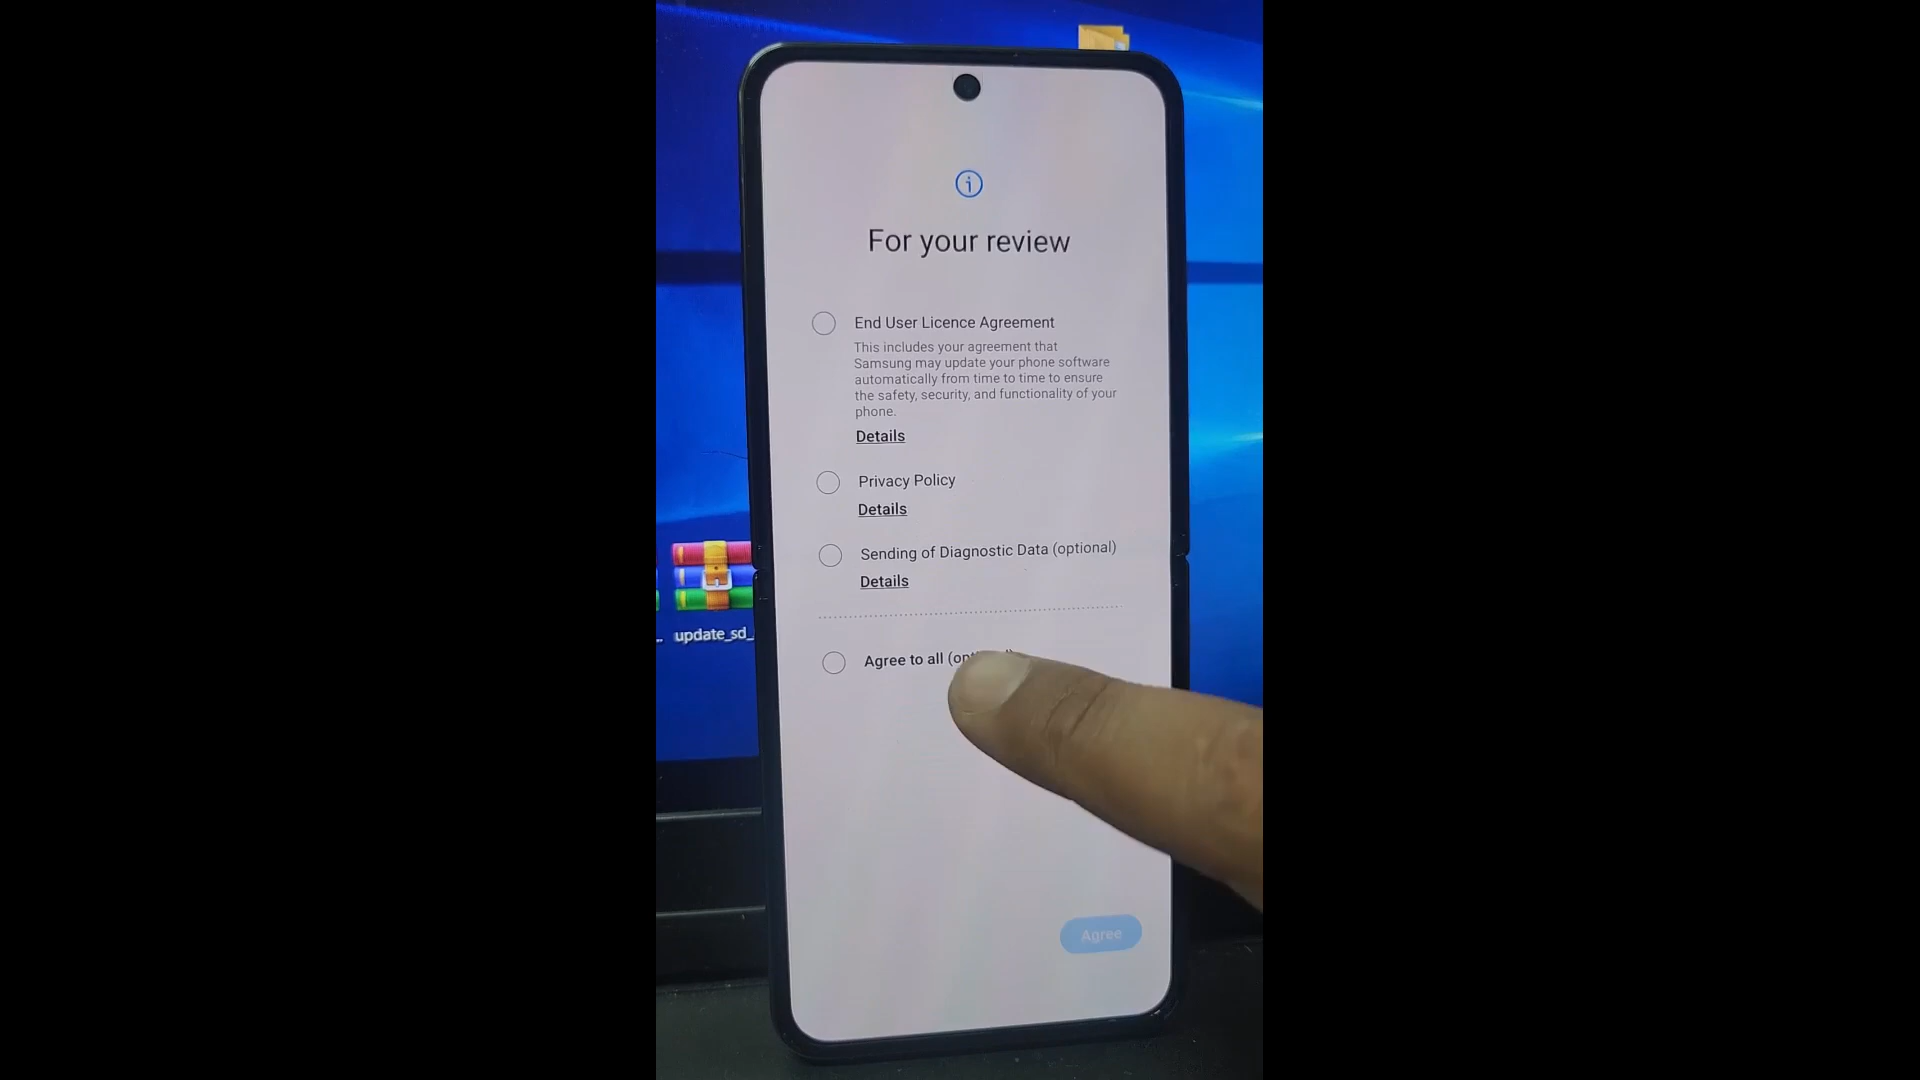 For your review
End User Licence Agreement
This includes your agreement that
Samsung may update your phone software
automatically from time to time to ensure
the safety, security, and functionality of your
phone.
Details
Privacy Policy
Details
Sending of Diagnostic Data (optional)
Details
update_sd_
Agree to all
Agree